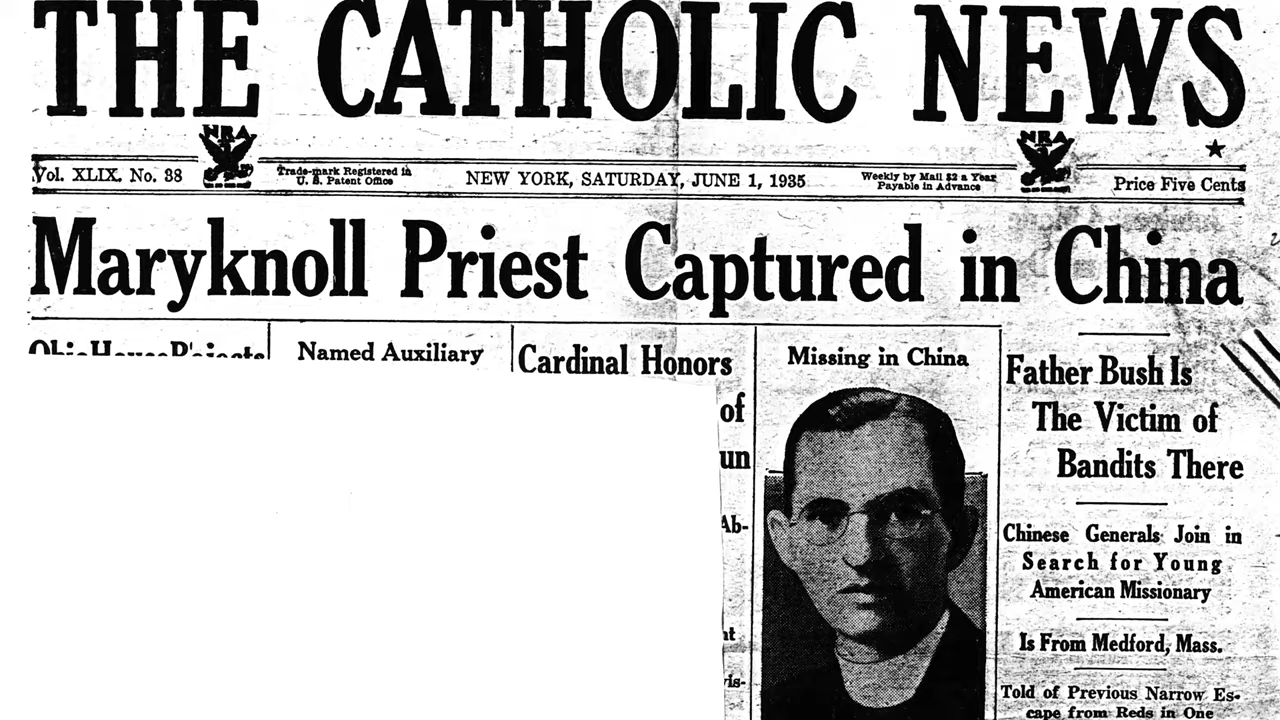 THE CATHOLIC NEWS
NRA
NRA
Vol. XLIX. No. 38
Trade-mark Registered in
U. S. Patent Office
NEW YORK, SATURDAY, JUNE 1, 1935
Weekly by Mail $2 a Year
Payable in Advance
Price Five Cents
Maryknoll Priest Captured in China
Named Auxiliary
Cardinal Honors
of
un
Ab-
nt
vis-
Missing in China
Father Bush Is
The Victim of
Bandits There
Chinese Generals Join in
Search for Young
American Missionary
Is From Medford, Mass.
Told of Previous Narrow Es-
cape from Reds in One